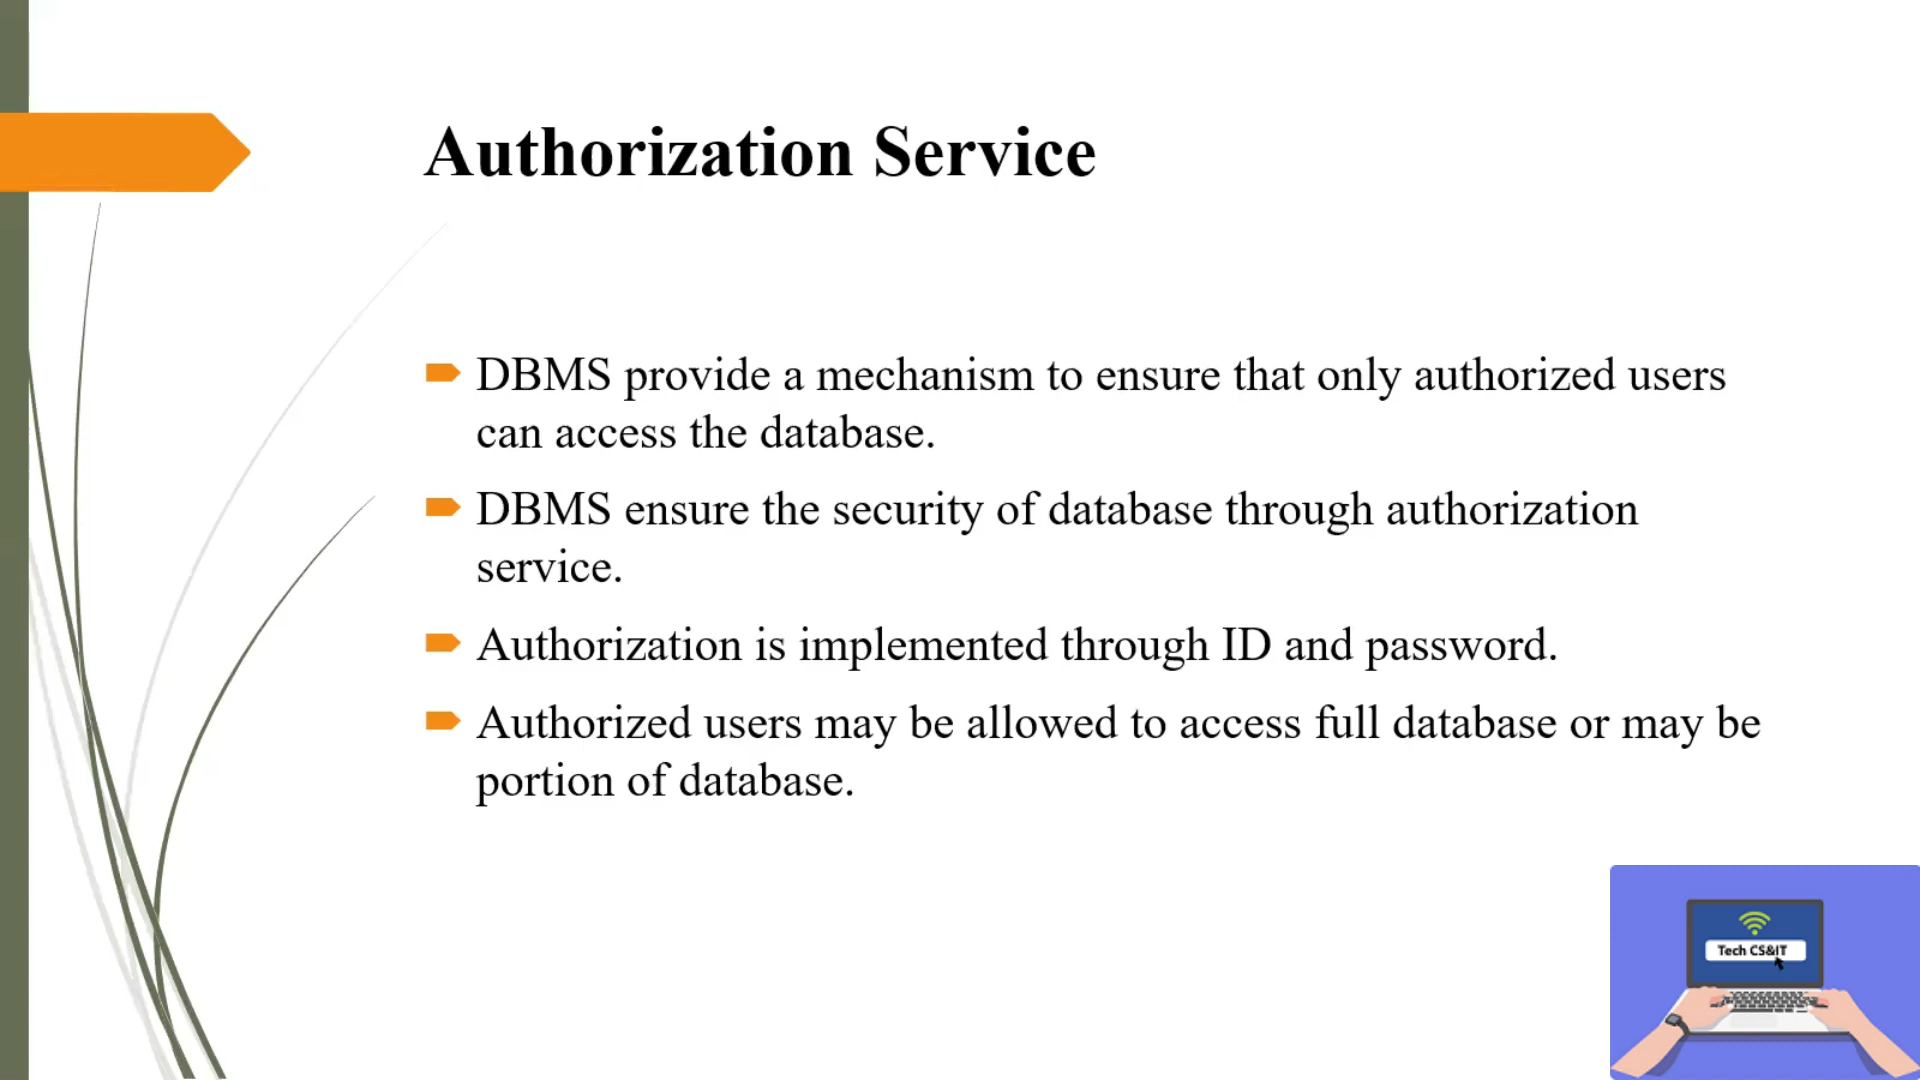 Authorization Service
DBMS provide a mechanism to ensure that only authorized users
can access the database.
DBMS ensure the security of database through authorization
service.
Authorization is implemented through ID and password.
Authorized users may be allowed to access full database or may be
portion of database.
Tech CS&IT